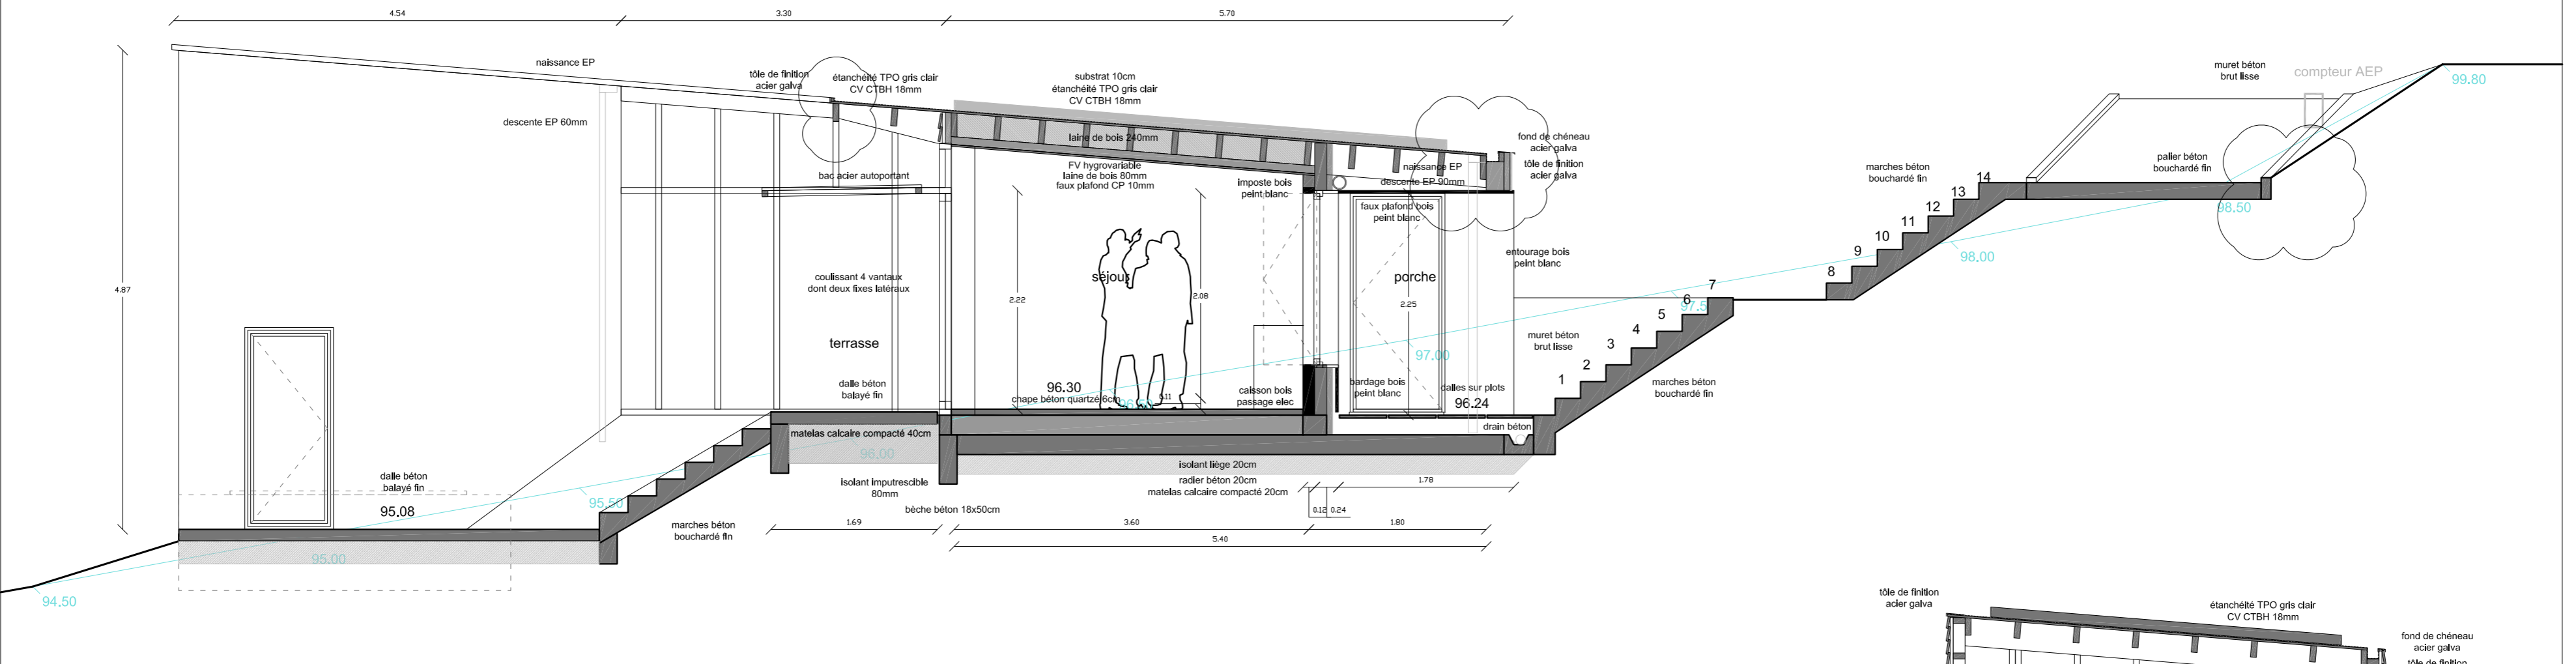 4.54
3.30
5.70
4.87
naissance EP
descente EP 60mm
tôle de finition
acier galva
étanchéité TPO gris clair
CV CTBH 18mm
substrat 10cm
étanchéité TPO gris clair
CV CTBH 18mm
laine de bois 240mm
FV hygrovariable
laine de bois 80mm
faux plafond CP 10mm
bac acier autoportant
imposte bois
peint blanc
naissance EP
descente EP 90mm
fond de chéneau
acier galva
tôle de finition
acier galva
faux plafond bois
peint blanc
entourage bois
peint blanc
coulissant 4 vantaux
dont deux fixes latéraux
séjour
porche
terrasse
2.22
2.08
2.25
muret béton
brut lisse
compteur AEP
99.80
marches béton
bouchardé fin
palier béton
bouchardé fin
98.50
98.00
97.5
97.00
14
13
12
11
10
9
8
7
6
5
4
3
2
1
muret béton
brut lisse
marches béton
bouchardé fin
dalle béton
balayé fin
96.30
chape béton quartzé 6cm
0.11
caisson bois
passage elec
bardage bois
peint blanc
dalles sur plots
96.24
drain béton
matelas calcaire compacté 40cm
96.00
isolant imputrescible
80mm
isolant liège 20cm
radier béton 20cm
matelas calcaire compacté 20cm
bèche béton 18x50cm
1.78
0.12
0.24
1.69
3.60
1.80
5.40
dalle béton
balayé fin
95.08
95.50
95.00
94.50
marches béton
bouchardé fin
tôle de finition
acier galva
étanchéité TPO gris clair
CV CTBH 18mm
fond de chéneau
acier galva
tôle de finition